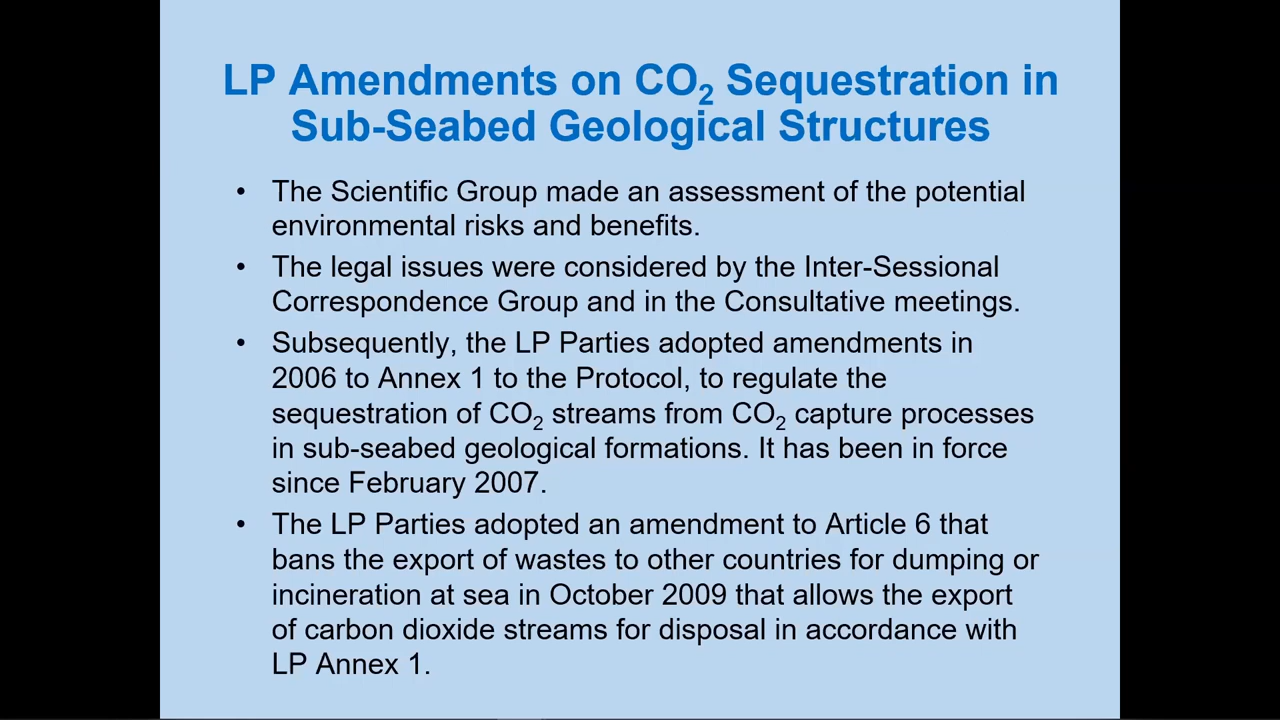 LP Amendments on CO₂ Sequestration in
Sub-Seabed Geological Structures
• The Scientific Group made an assessment of the potential
environmental risks and benefits.
• The legal issues were considered by the Inter-Sessional
Correspondence Group and in the Consultative meetings.
• Subsequently, the LP Parties adopted amendments in
2006 to Annex 1 to the Protocol, to regulate the
sequestration of CO₂ streams from CO₂ capture processes
in sub-seabed geological formations. It has been in force
since February 2007.
• The LP Parties adopted an amendment to Article 6 that
bans the export of wastes to other countries for dumping or
incineration at sea in October 2009 that allows the export
of carbon dioxide streams for disposal in accordance with
LP Annex 1.